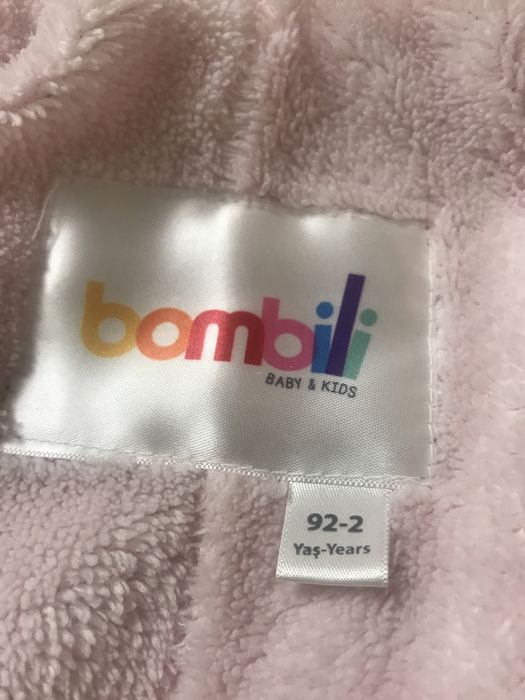 bombili
BABY & KIDS
92-2
Yaş-Years